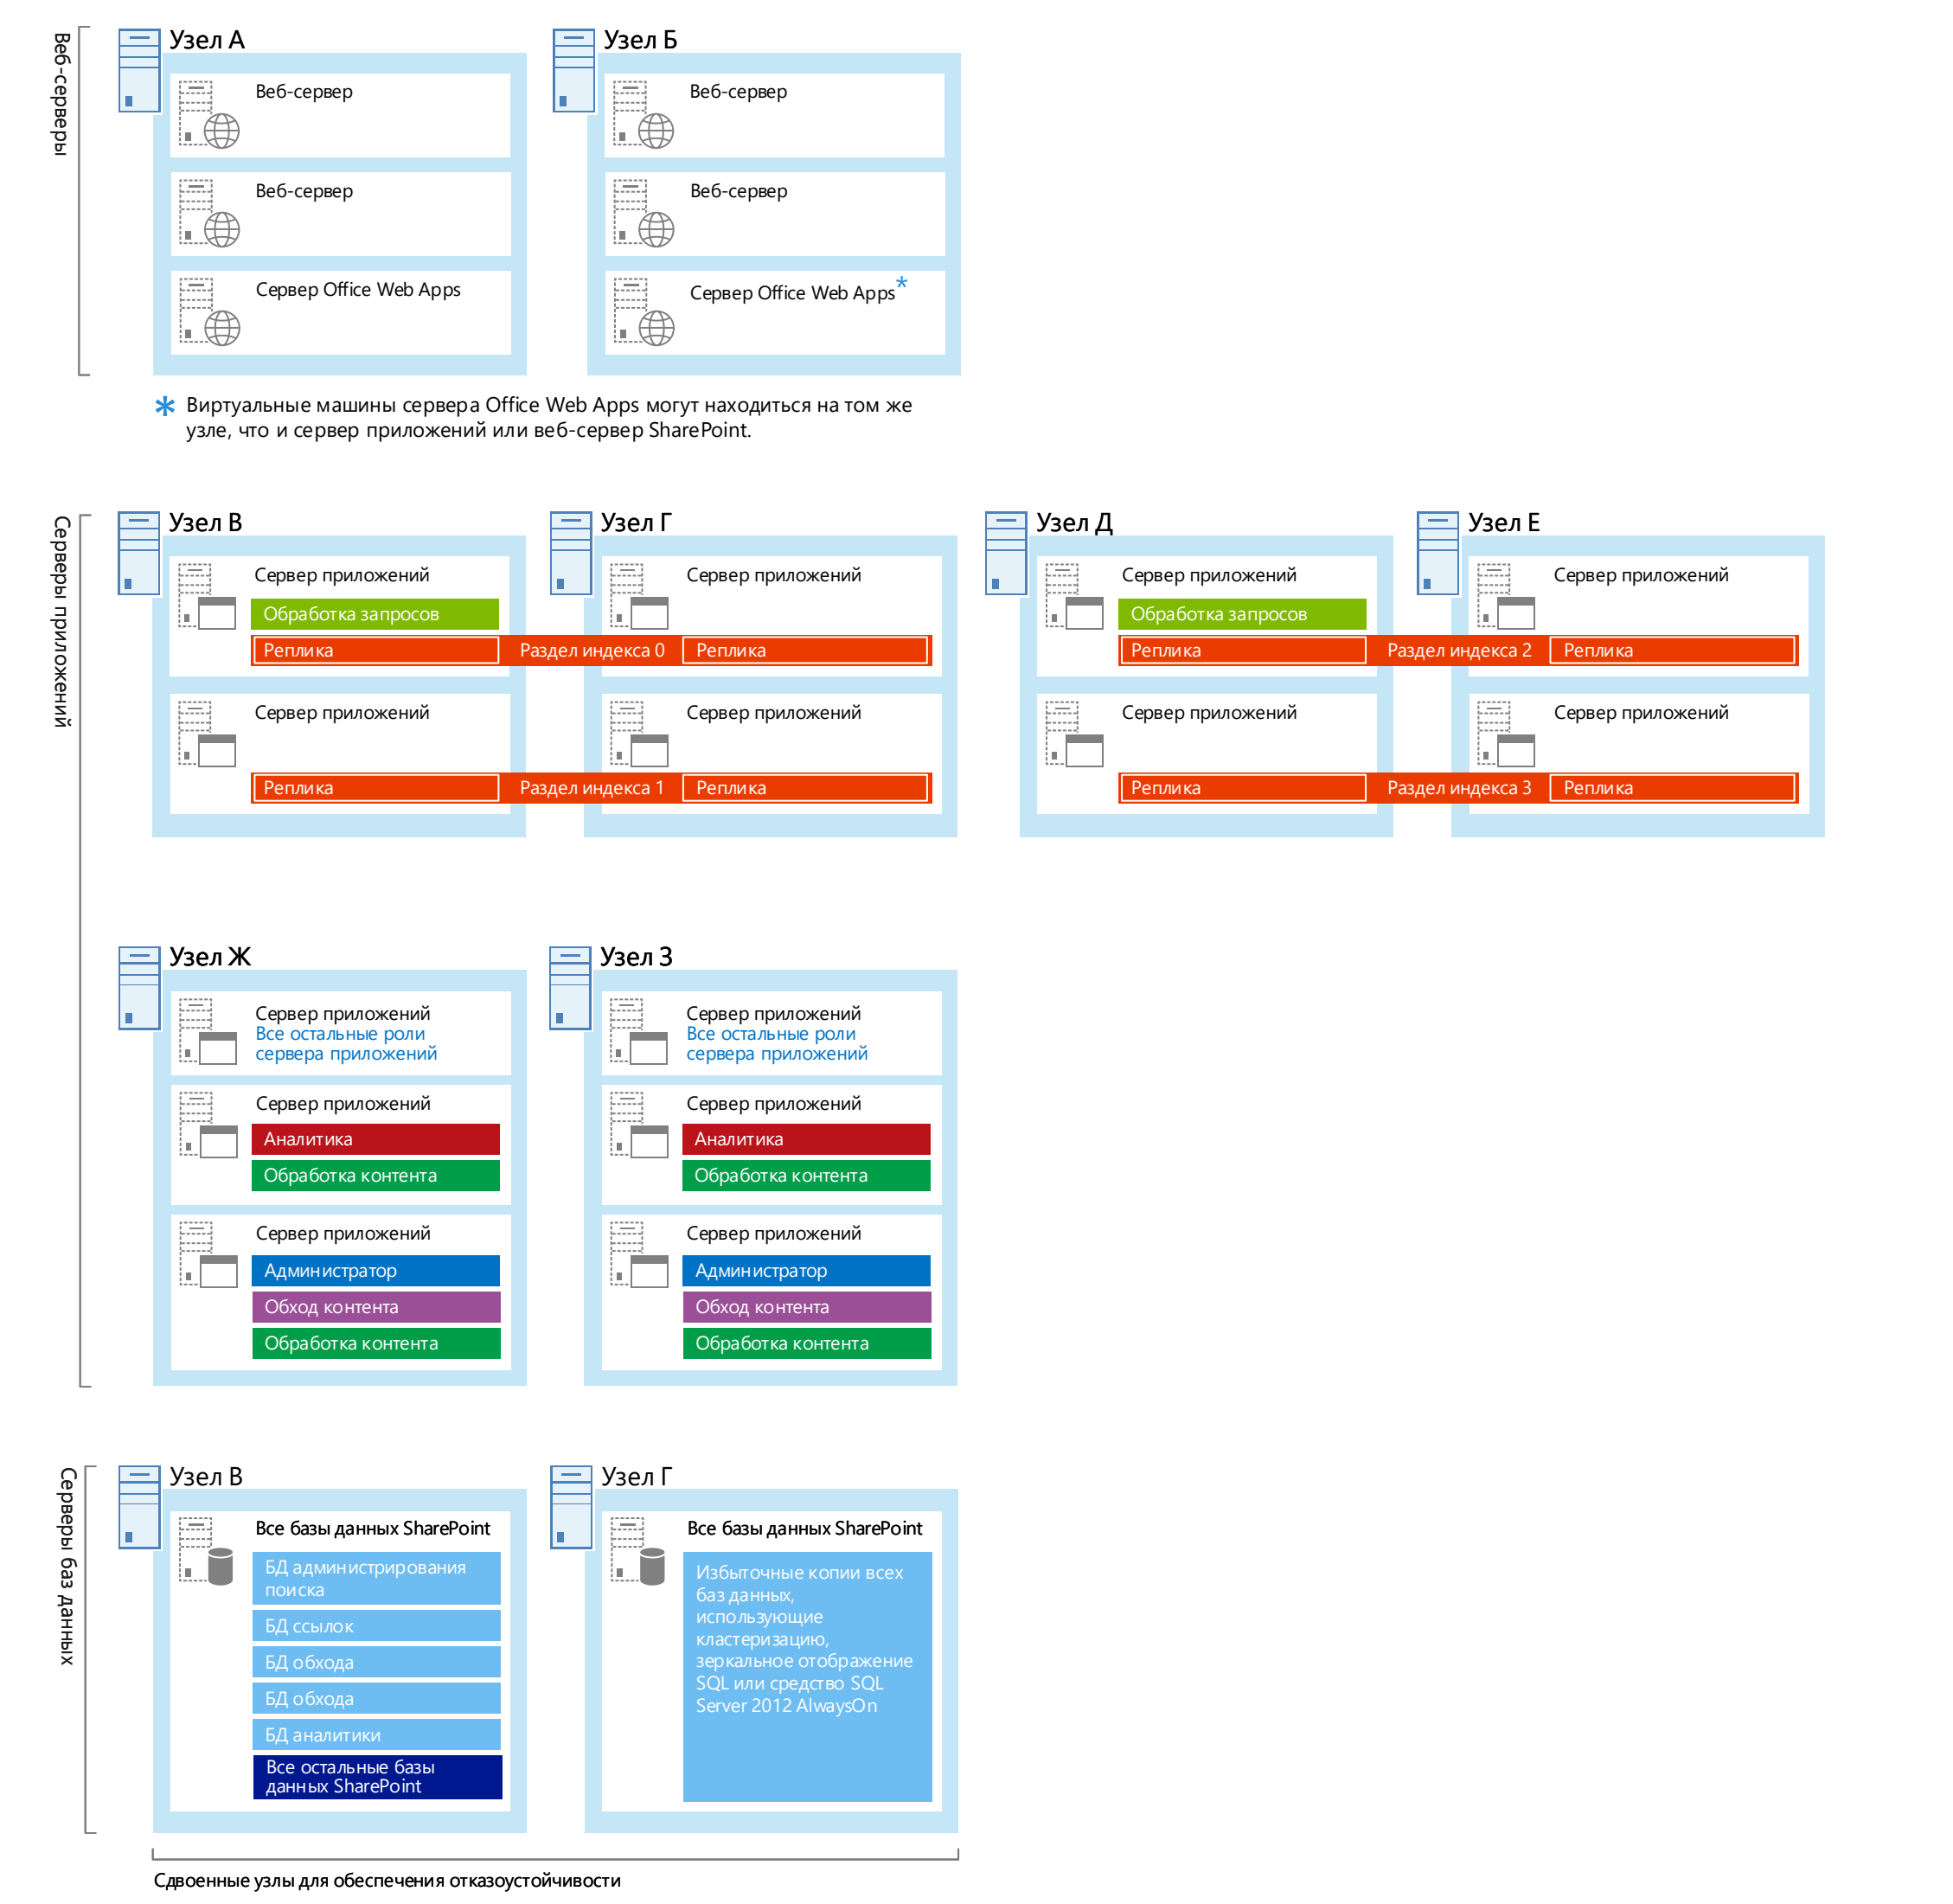 Веб-серверы
Узел А
Веб-сервер
Веб-сервер
Сервер Office Web Apps
Узел Б
Веб-сервер
Веб-сервер
Сервер Office Web Apps*
* Виртуальные машины сервера Office Web Apps могут находиться на том же
узле, что и сервер приложений или веб-сервер SharePoint.
Серверы приложений
Узел В
Узел Г
Сервер приложений
Сервер приложений
Обработка запросов
Реплика
Раздел индекса 0
Реплика
Сервер приложений
Сервер приложений
Реплика
Раздел индекса 1
Реплика
Узел Д
Узел Е
Сервер приложений
Сервер приложений
Обработка запросов
Реплика
Раздел индекса 2
Реплика
Сервер приложений
Сервер приложений
Реплика
Раздел индекса 3
Реплика
Узел Ж
Сервер приложений
Все остальные роли
сервера приложений
Сервер приложений
Аналитика
Обработка контента
Сервер приложений
Администратор
Обход контента
Обработка контента
Узел З
Сервер приложений
Все остальные роли
сервера приложений
Сервер приложений
Аналитика
Обработка контента
Сервер приложений
Администратор
Обход контента
Обработка контента
Серверы баз данных
Узел В
Все базы данных SharePoint
БД администрирования
поиска
БД ссылок
БД обхода
БД обхода
БД аналитики
Все остальные базы
данных SharePoint
Узел Г
Все базы данных SharePoint
Избыточные копии всех
баз данных,
использующие
кластеризацию,
зеркальное отображение
SQL или средство SQL
Server 2012 AlwaysOn
Сдвоенные узлы для обеспечения отказоустойчивости